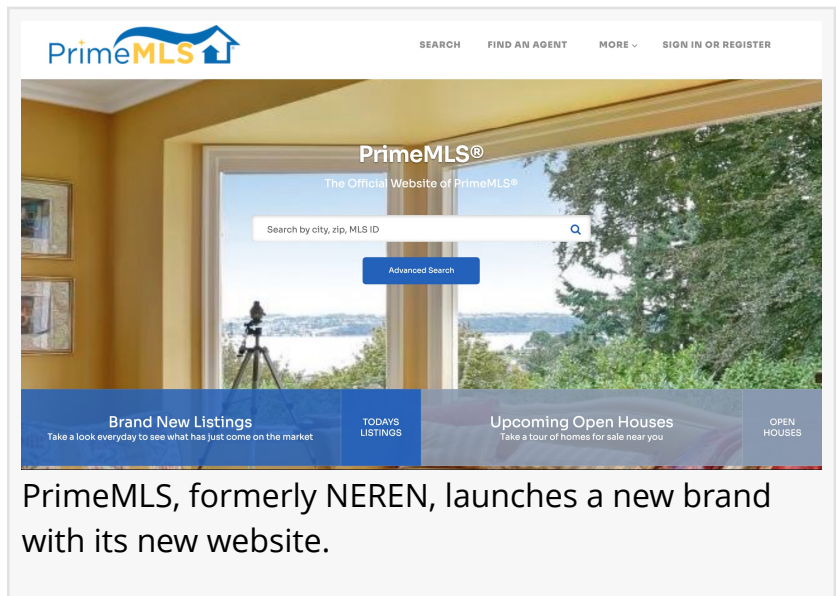 PrimeMLS
SEARCH FIND AN AGENT MORE SIGN IN OR REGISTER
PrimeMLS®
The Official Website of PrimeMLS®
Search by city, zip, MLS ID
Advanced Search
Brand New Listings
Take a look everyday to see what has just come on the market
TODAYS
LISTINGS
Upcoming Open Houses
Take a tour of homes for sale near you
OPEN
HOUSES
PrimeMLS, formerly NEREN, launches a new brand
with its new website.